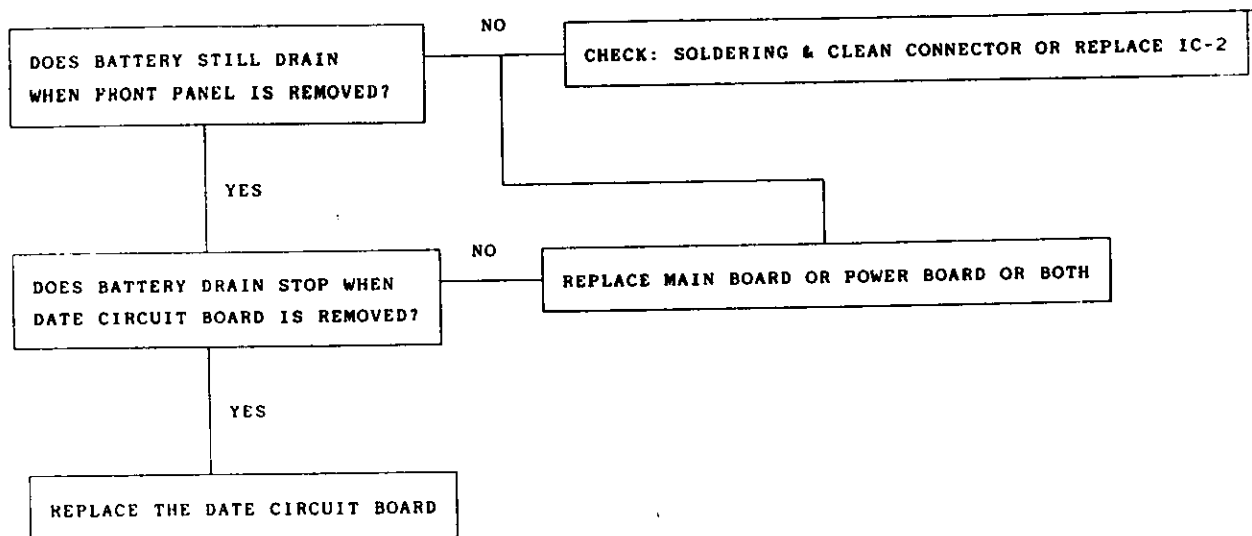 NO
DOES BATTERY STILL DRAIN
WHEN FRONT PANEL IS REMOVED?
CHECK: SOLDERING & CLEAN CONNECTOR OR REPLACE IC-2
YES
NO
DOES BATTERY DRAIN STOP WHEN
DATE CIRCUIT BOARD IS REMOVED?
REPLACE MAIN BOARD OR POWER BOARD OR BOTH
YES
REPLACE THE DATE CIRCUIT BOARD